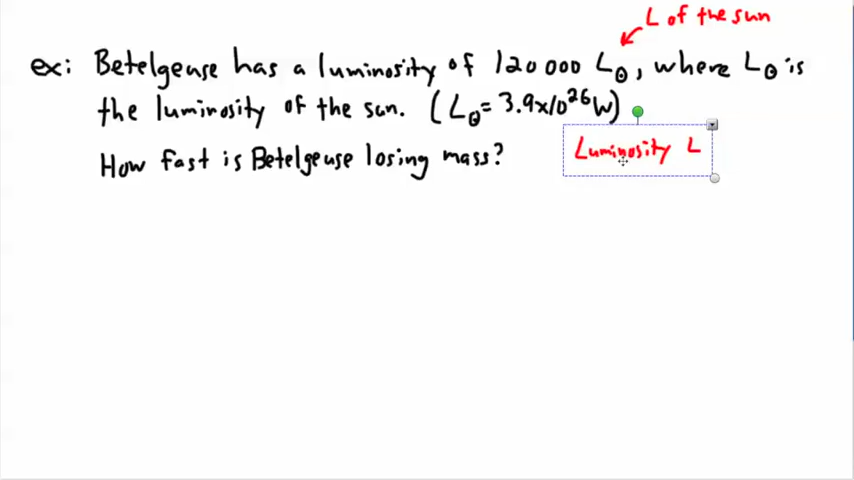 L of the sun
ex: Betelgeuse has a luminosity of 120 000 L⊙, where L⊙ is
the luminosity of the sun. (L⊙ = 3.9x10²⁶W)
Luminosity L
How fast is Betelgeuse losing mass?